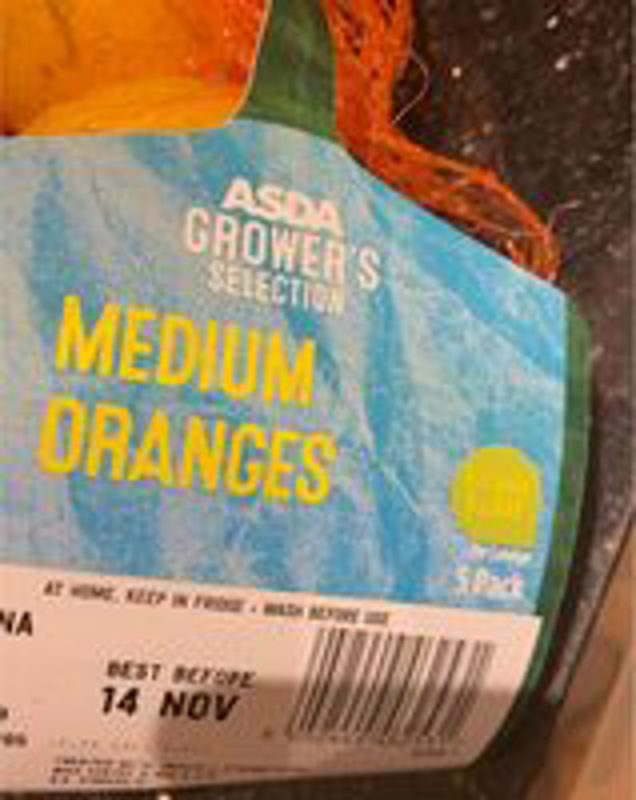 ASDA
GROWER'S
SELECTION
MEDIUM
ORANGES
5 Pack
AT HOME, KEEP IN FRIDGE • WASH BEFORE USE
NA
BEST BEFORE
14 NOV